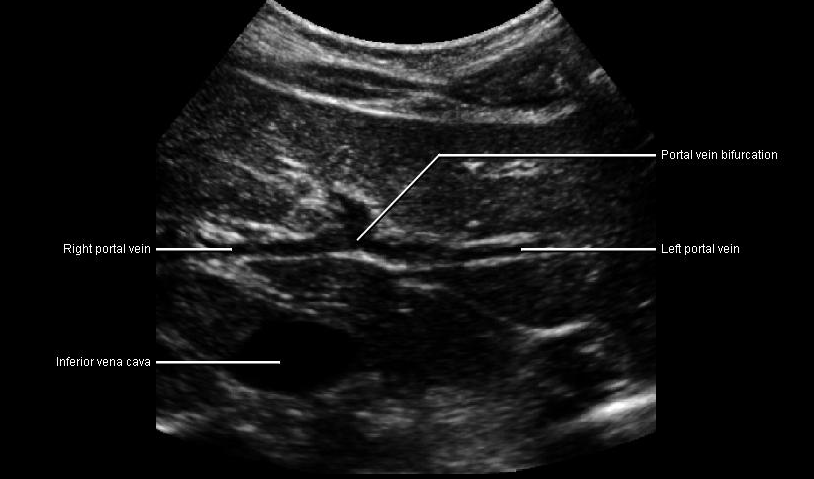 Portal vein bifurcation
Right portal vein
Left portal vein
Inferior vena cava